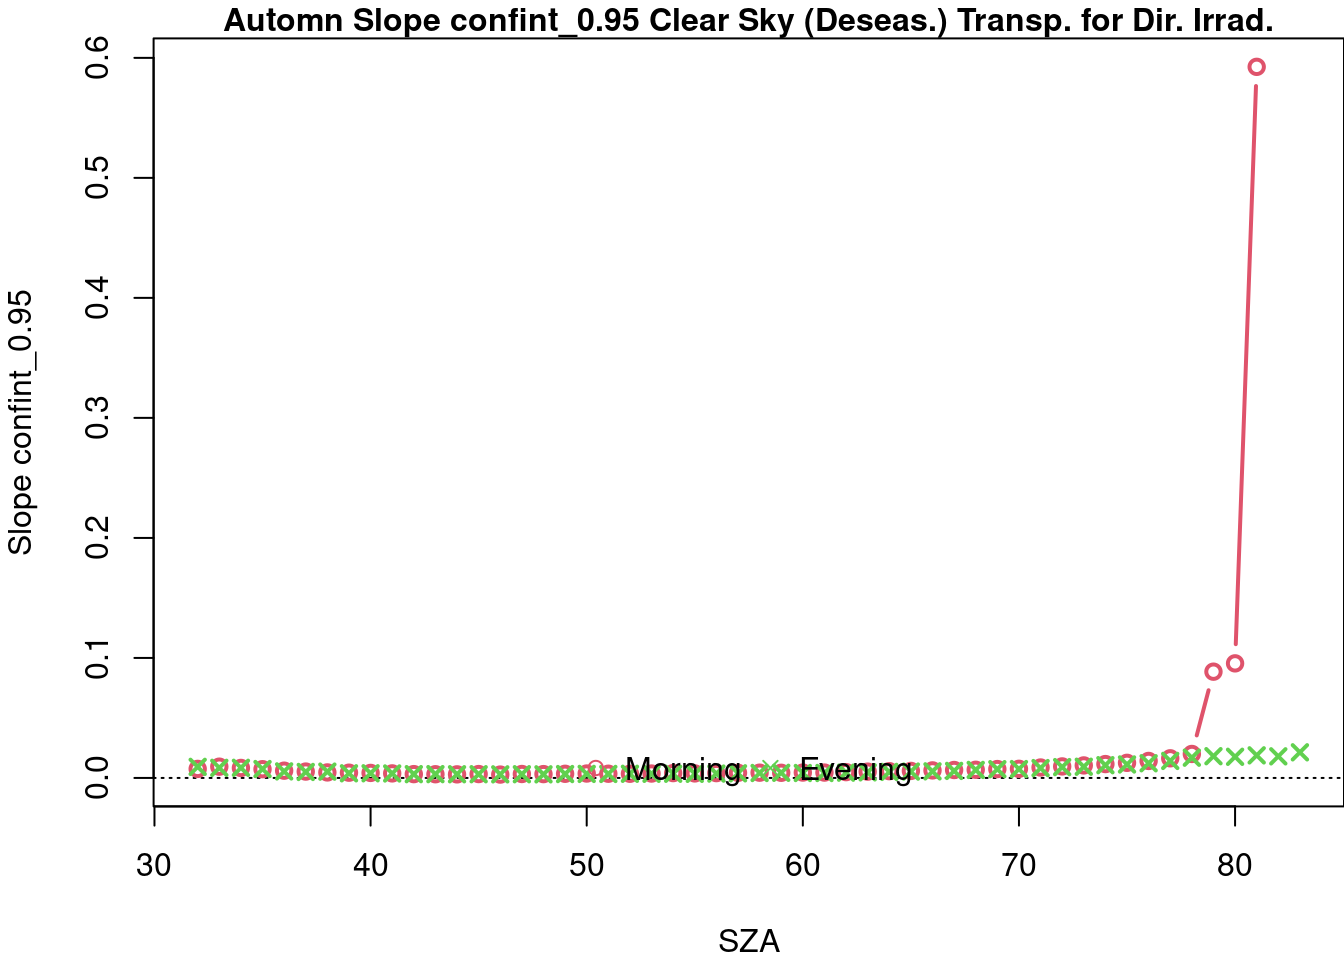 Automn Slope confint_0.95 Clear Sky (Deseas.) Transp. for Dir. Irrad.
Slope confint_0.95
0.6
0.5
0.4
0.3
0.2
0.1
0.0
Morning Evening
30 40 50 60 70 80
SZA